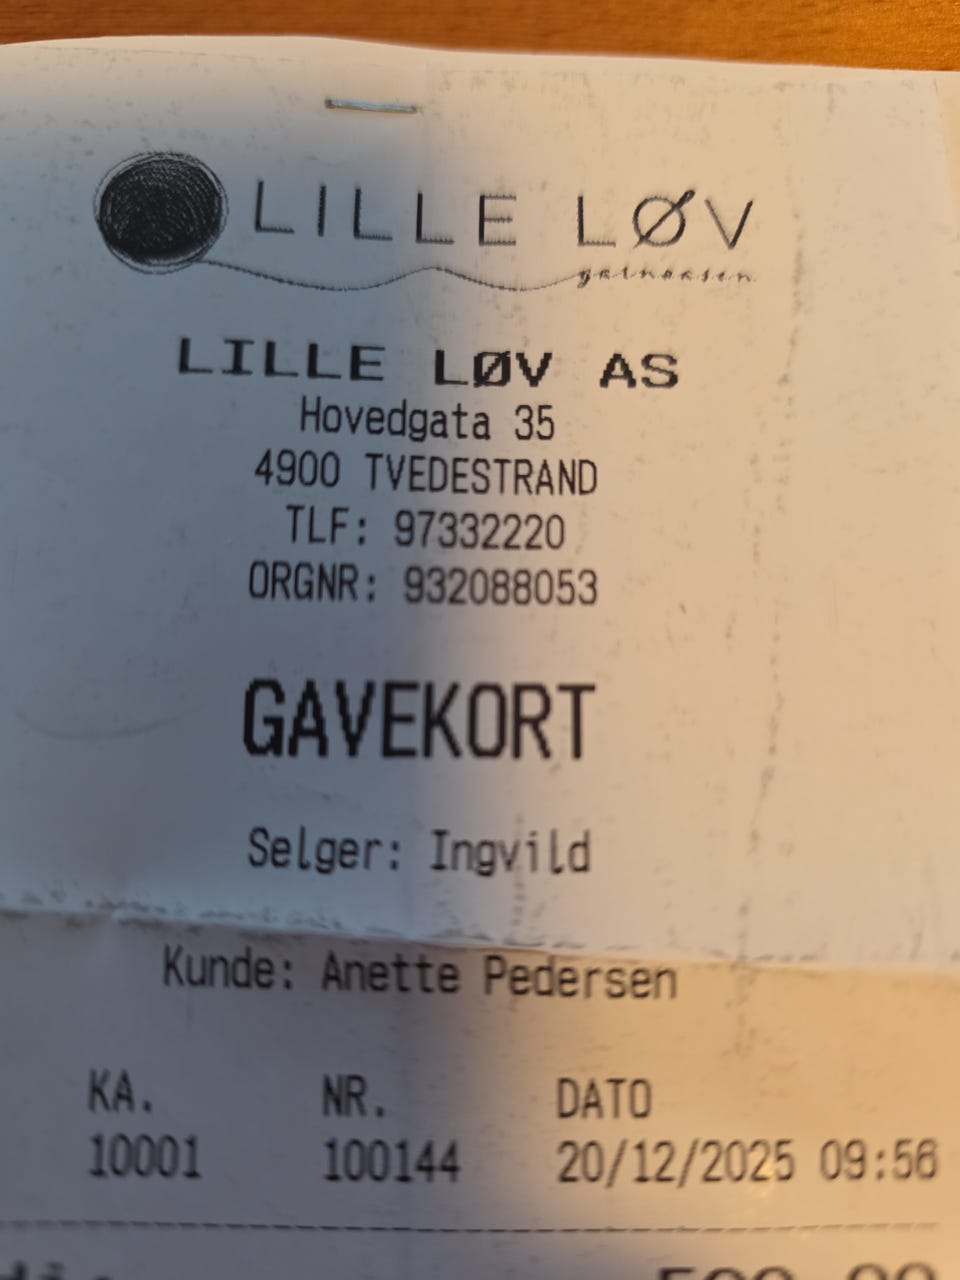 LILLE LØV
garnkasen
LILLE LØV AS
Hovedgata 35
4900 TVEDESTRAND
TLF: 97332220
ORGNR: 932088053
GAVEKORT
Selger: Ingvild
Kunde: Anette Pedersen
KA. NR. DATO
10001 100144 20/12/2025 09:56